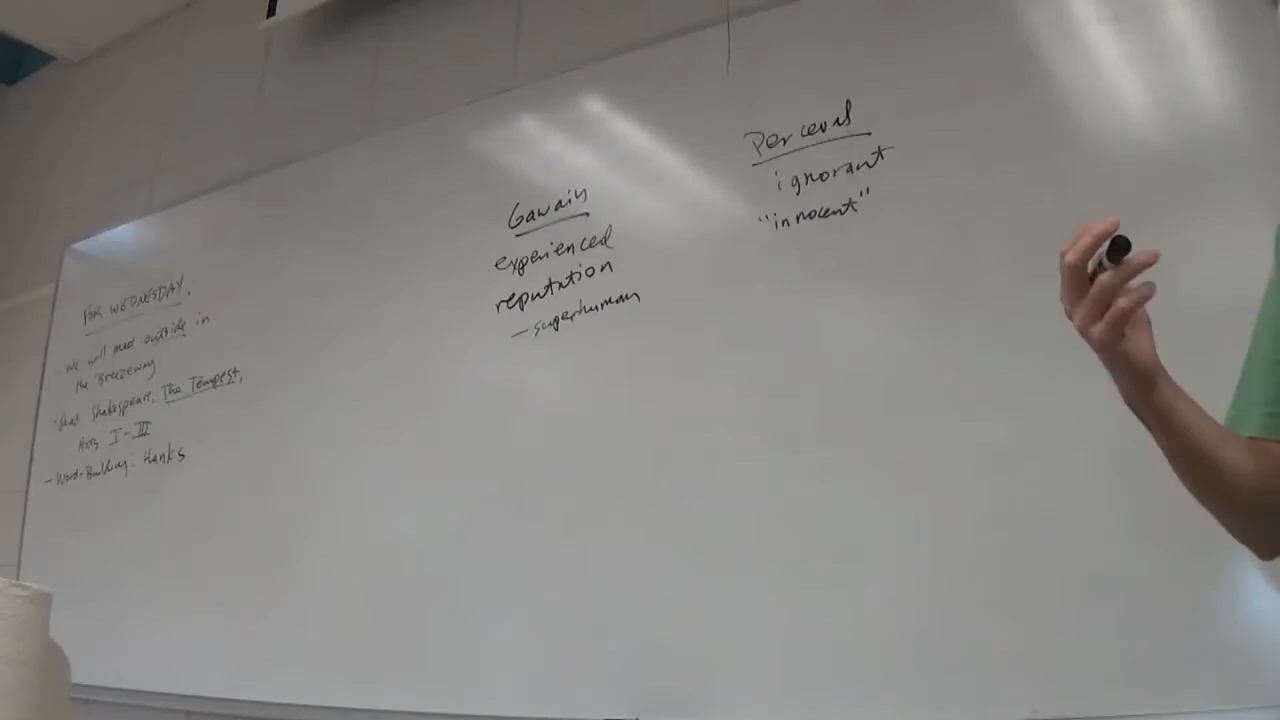 FOR WEDNESDAY:
- We will meet outside in
the Breezeway
- Read Shakespeare, The Tempest,
Acts I-III
- Word-Building: Hanks
Gawain
experienced
reputation
- superhuman
Perceval
ignorant
"innocent"